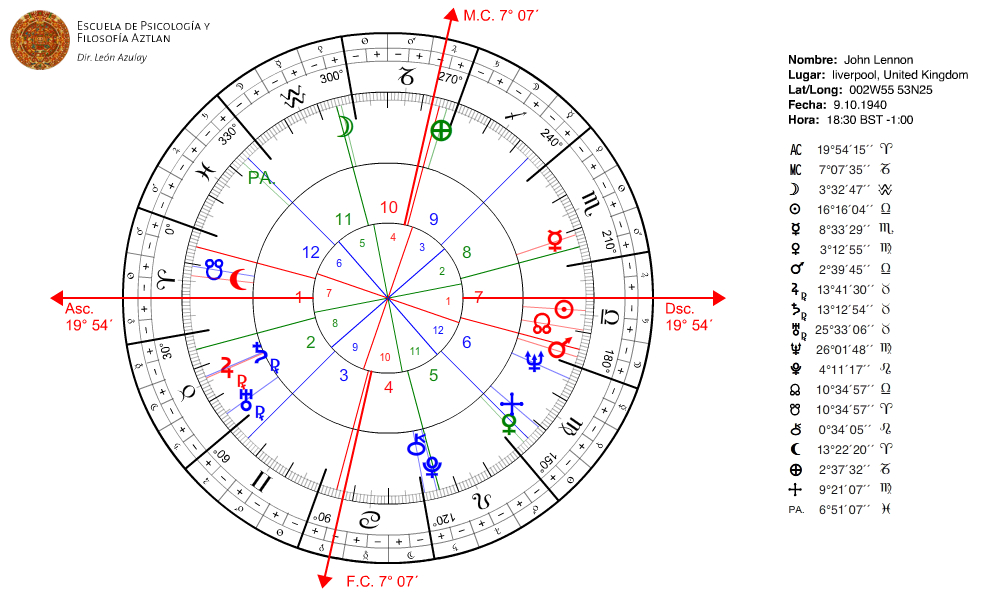 ESCUELA DE PSICOLOGÍA Y
FILOSOFÍA AZTLAN
Dir. León Azulay
M.C. 7° 07´
Nombre: John Lennon
Lugar: liverpool, United Kingdom
Lat/Long: 002W55 53N25
Fecha: 9.10.1940
Hora: 18:30 BST -1:00
AC 19°54´15´´ ♈
MC 7°07´35´´ ♑
☽ 3°32´47´´ ♒
☉ 16°16´04´´ ♎
☿ 8°33´29´´ ♏
♀ 3°12´55´´ ♍
♂ 2°39´45´´ ♎
♃℞ 13°41´30´´ ♉
♄℞ 13°12´54´´ ♉
♅℞ 25°33´06´´ ♉
♆ 26°01´48´´ ♍
♇ 4°11´17´´ ♌
☊ 10°34´57´´ ♎
☋ 10°34´57´´ ♈
⚷ 0°34´05´´ ♌
⚸ 13°22´20´´ ♈
⊕ 2°37´32´´ ♑
9°21´07´´ ♍
PA. 6°51´07´´ ♓
300°
270°
330°
240°
PA.
210°
0°
11
10
9
12
8
5
4
3
6
2
Asc.
19° 54´
1
7
1
7
Dsc.
19° 54´
8
12
2
9
10
11
6
3
4
5
30°
180°
60°
150°
90°
120°
F.C. 7° 07´